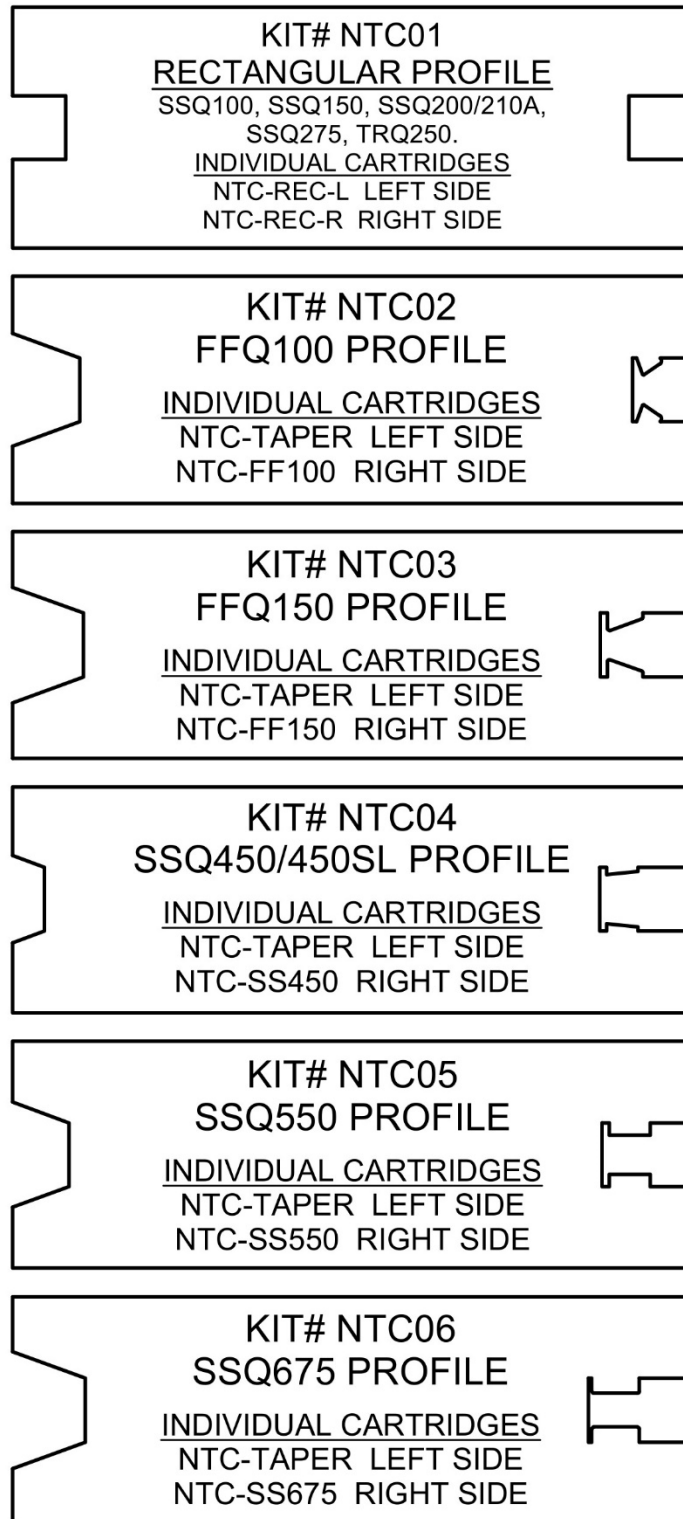 KIT# NTC01
RECTANGULAR PROFILE
SSQ100, SSQ150, SSQ200/210A,
SSQ275, TRQ250.
INDIVIDUAL CARTRIDGES
NTC-REC-L LEFT SIDE
NTC-REC-R RIGHT SIDE
KIT# NTC02
FFQ100 PROFILE
INDIVIDUAL CARTRIDGES
NTC-TAPER LEFT SIDE
NTC-FF100 RIGHT SIDE
KIT# NTC03
FFQ150 PROFILE
INDIVIDUAL CARTRIDGES
NTC-TAPER LEFT SIDE
NTC-FF150 RIGHT SIDE
KIT# NTC04
SSQ450/450SL PROFILE
INDIVIDUAL CARTRIDGES
NTC-TAPER LEFT SIDE
NTC-SS450 RIGHT SIDE
KIT# NTC05
SSQ550 PROFILE
INDIVIDUAL CARTRIDGES
NTC-TAPER LEFT SIDE
NTC-SS550 RIGHT SIDE
KIT# NTC06
SSQ675 PROFILE
INDIVIDUAL CARTRIDGES
NTC-TAPER LEFT SIDE
NTC-SS675 RIGHT SIDE